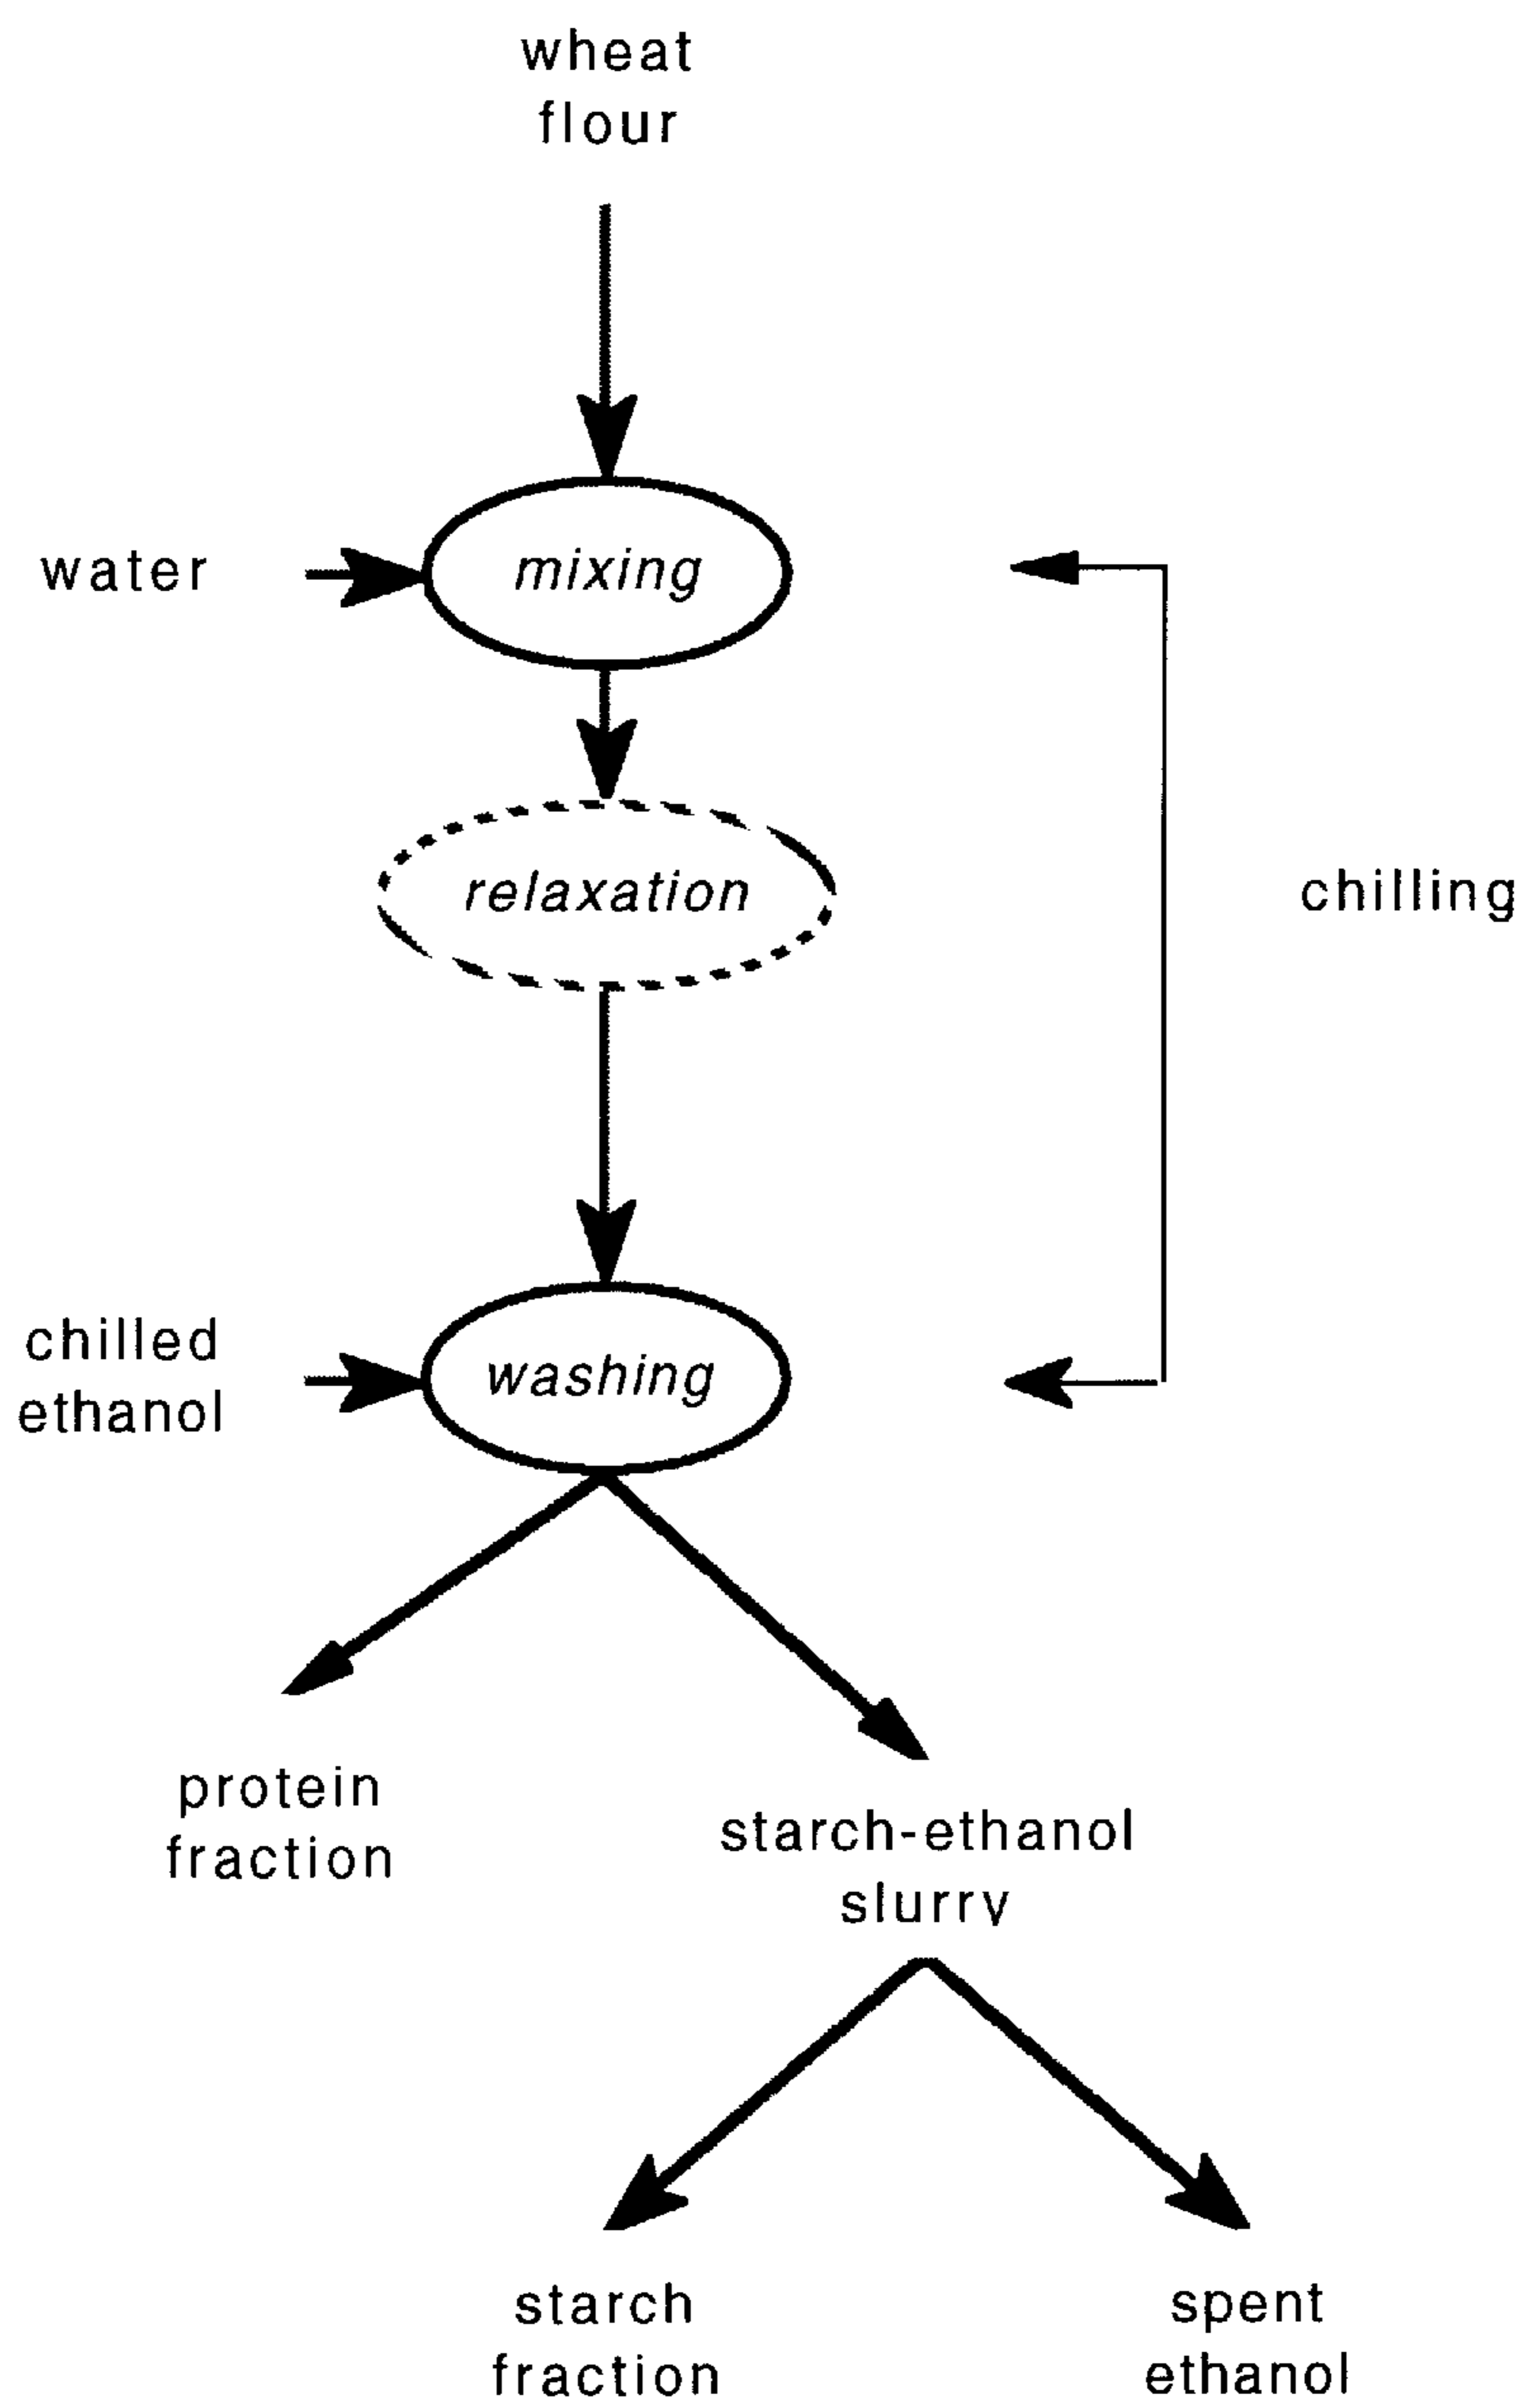 wheat
flour
water
mixing
relaxation
chilling
chilled
ethanol
washing
protein
fraction
starch-ethanol
slurry
starch
fraction
spent
ethanol